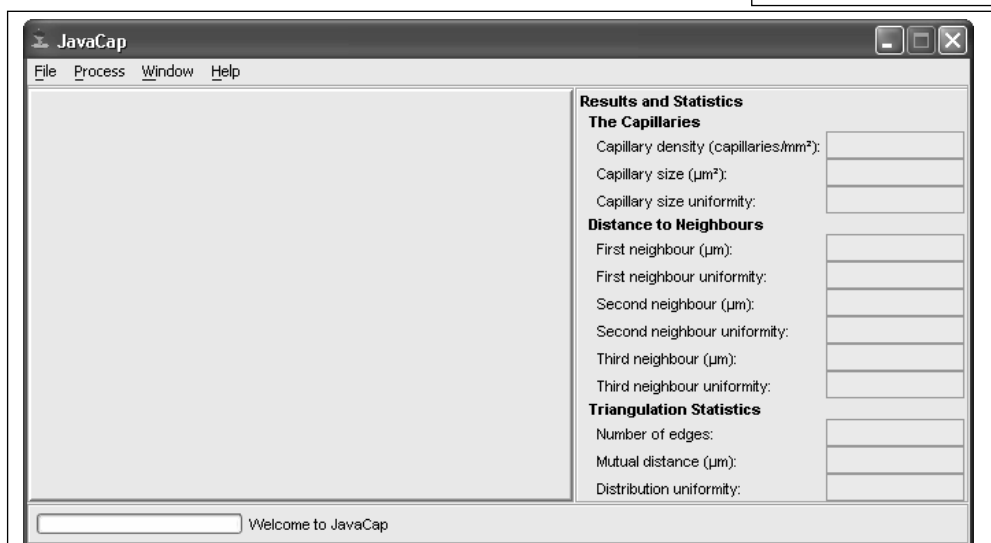 JavaCap
File Process Window Help
Results and Statistics
The Capillaries
Capillary density (capillaries/mm²):
Capillary size (µm²):
Capillary size uniformity:
Distance to Neighbours
First neighbour (µm):
First neighbour uniformity:
Second neighbour (µm):
Second neighbour uniformity:
Third neighbour (µm):
Third neighbour uniformity:
Triangulation Statistics
Number of edges:
Mutual distance (µm):
Distribution uniformity:
Welcome to JavaCap